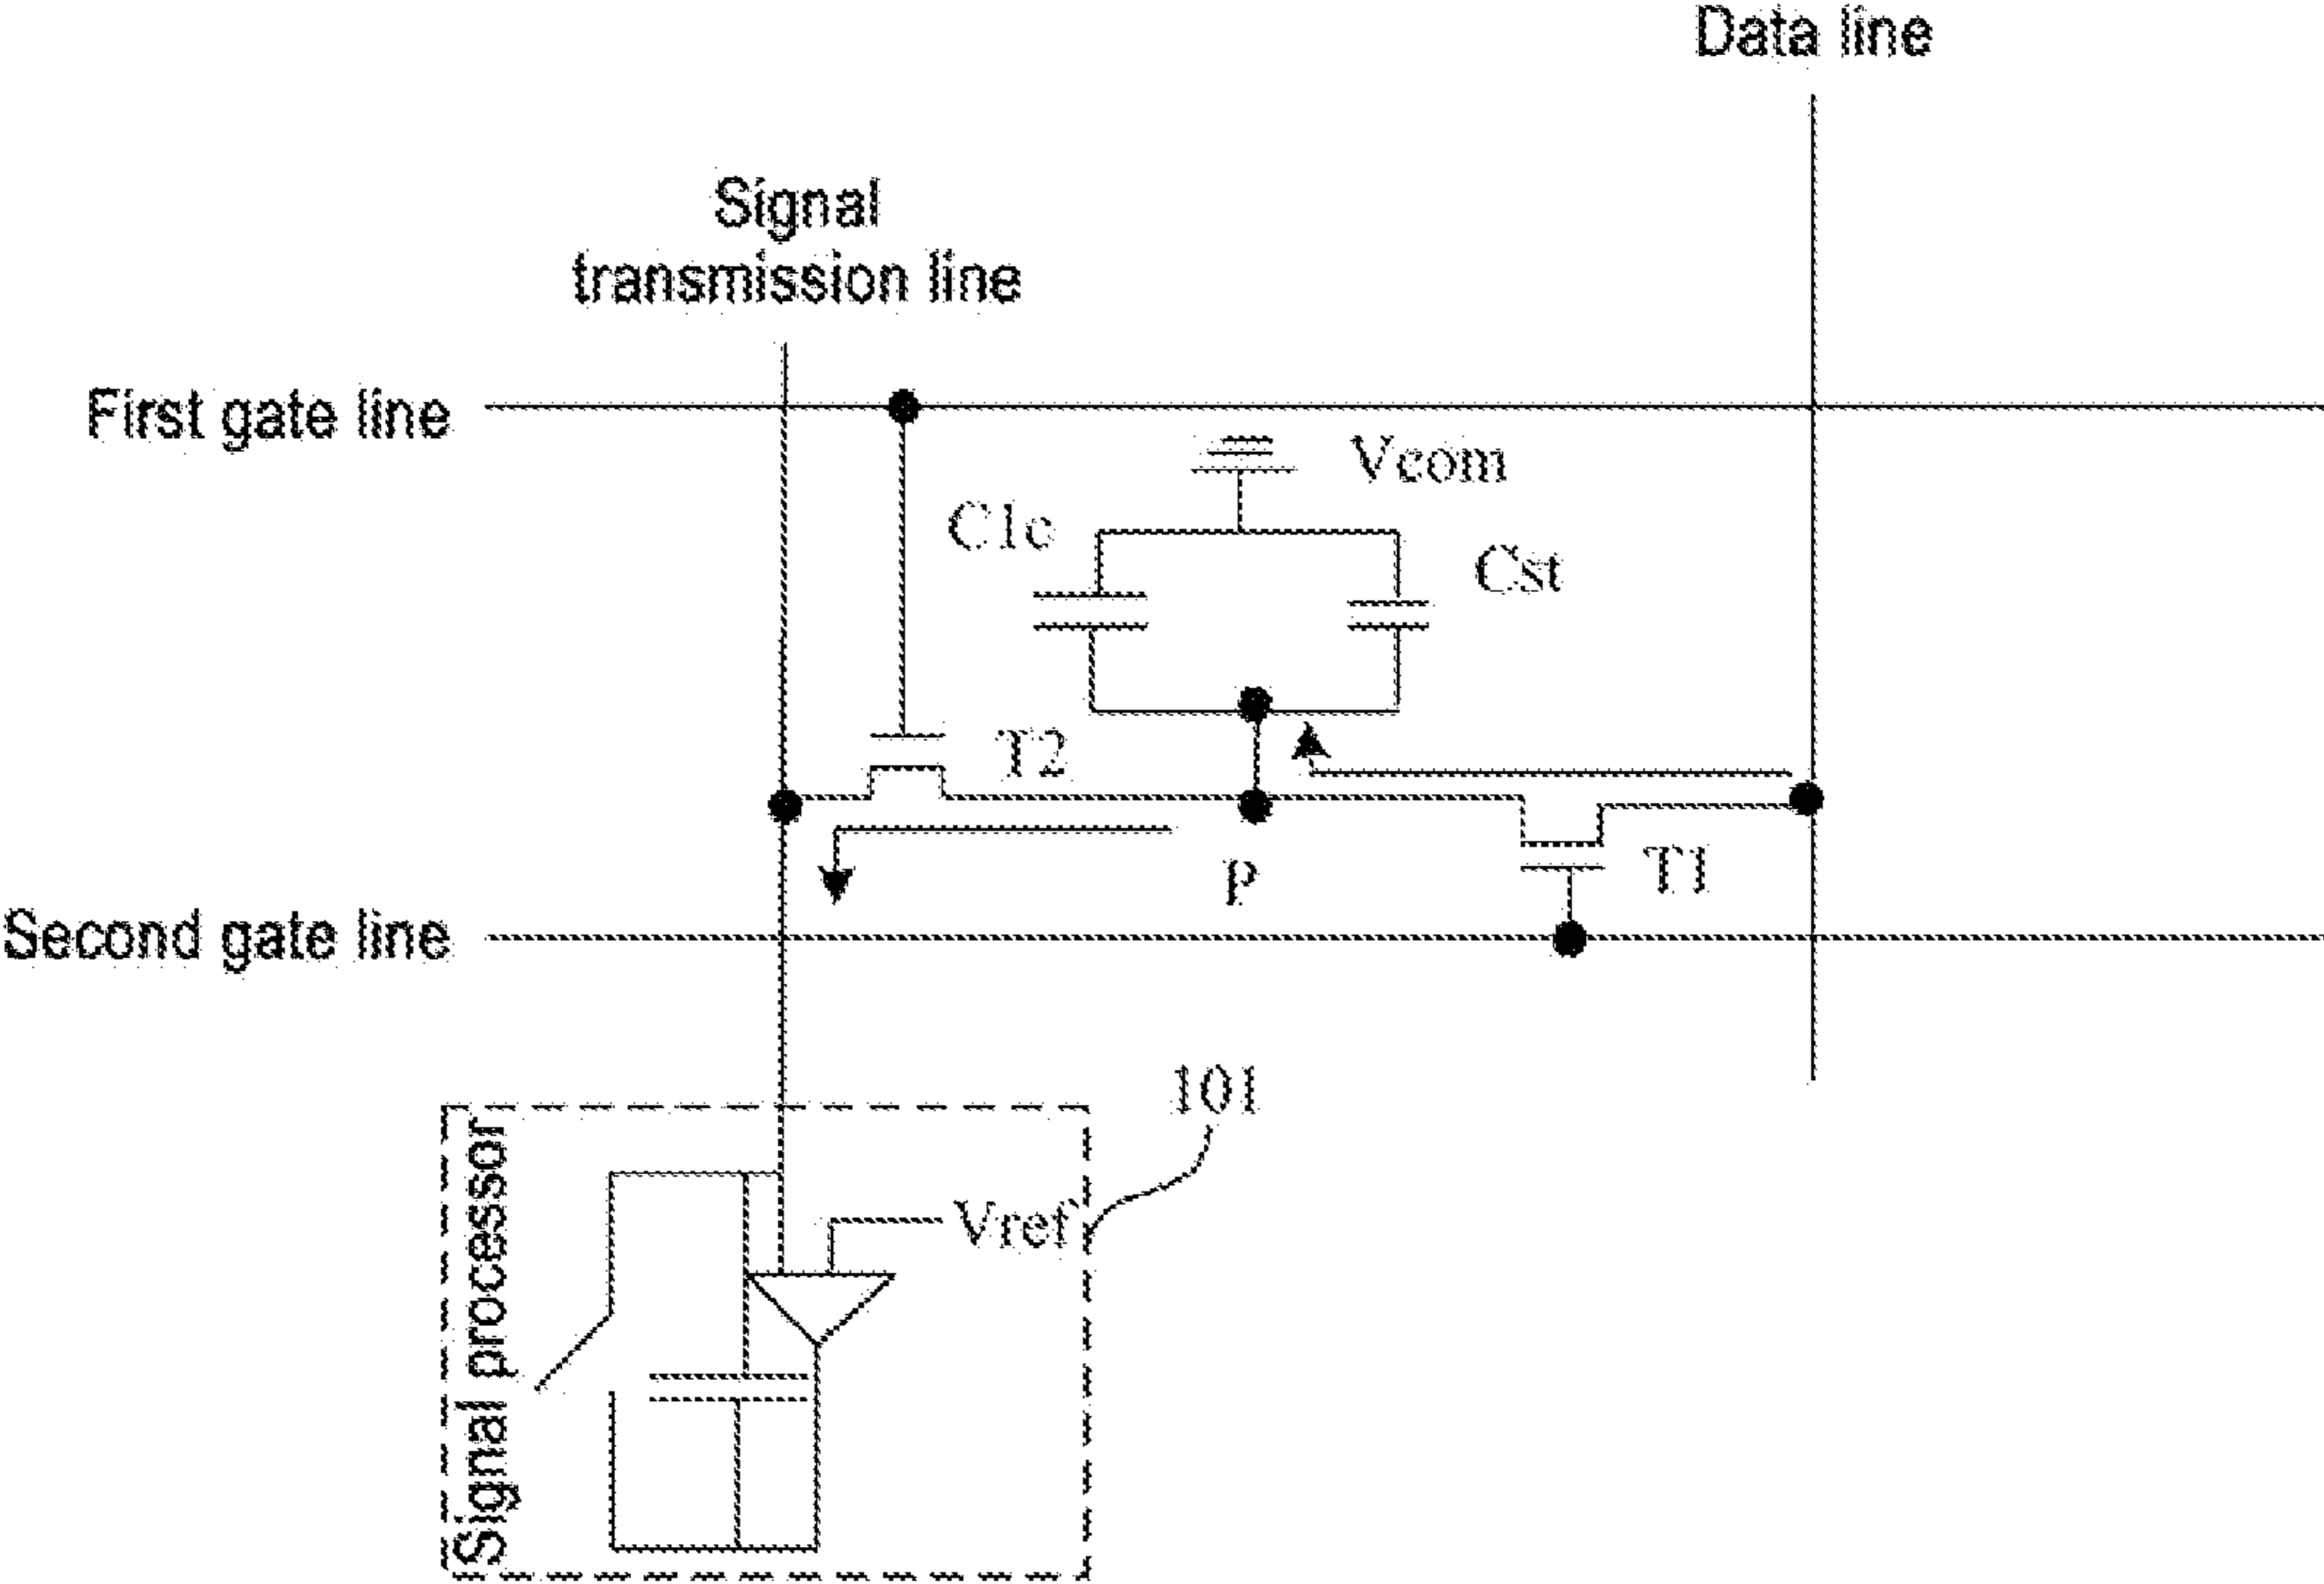 Data line
Signal
transmission line
First gate line
Vcom
C1c
Cst
T2
P
T1
Second gate line
101
Signal processor
Vref